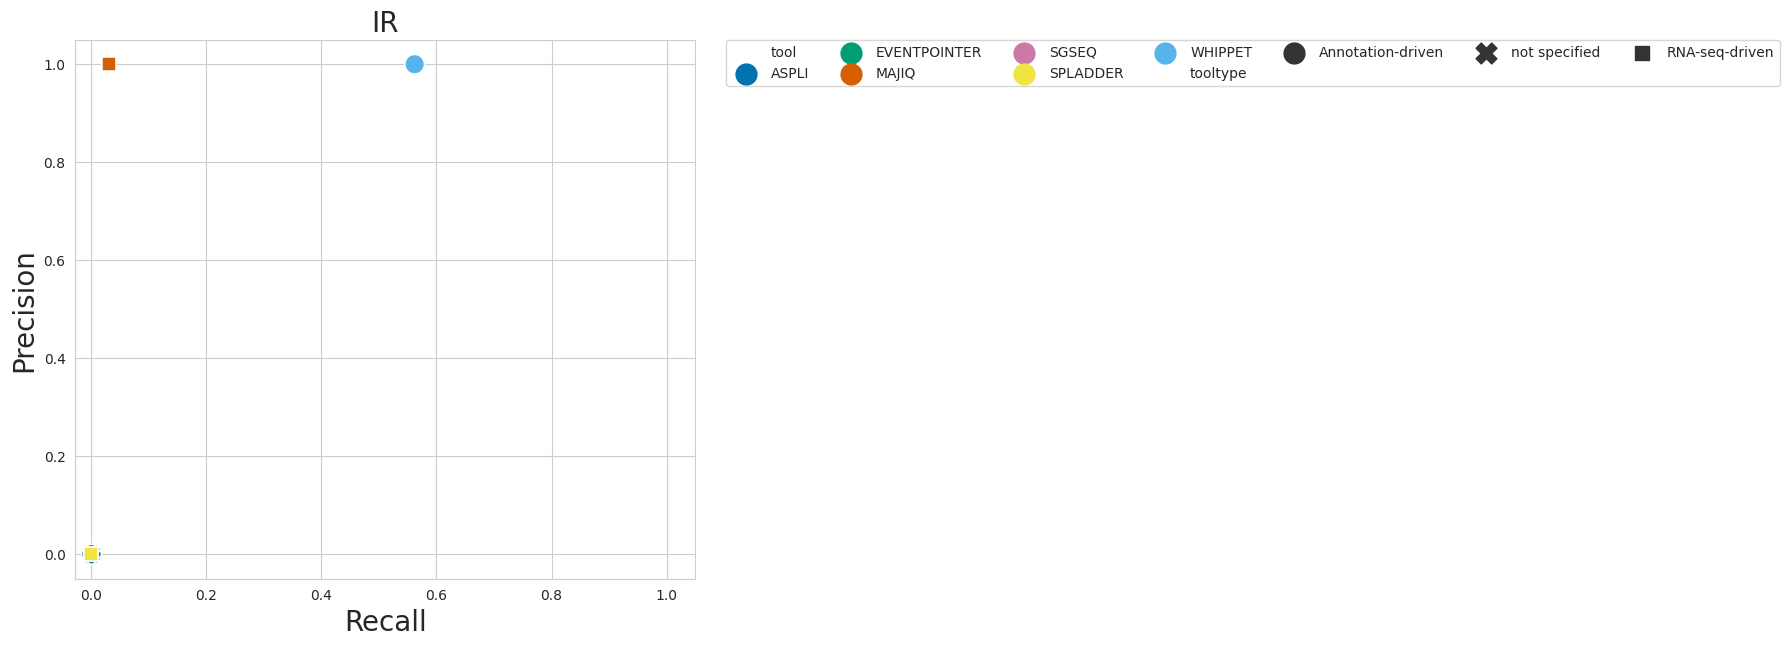 IR
tool EVENTPOINTER SGSEQ WHIPPET Annotation-driven not specified RNA-seq-driven
ASPLI MAJIQ SPLADDER tooltype
1.0
0.8
0.6
0.4
0.2
0.0
Precision
0.0 0.2 0.4 0.6 0.8 1.0
Recall